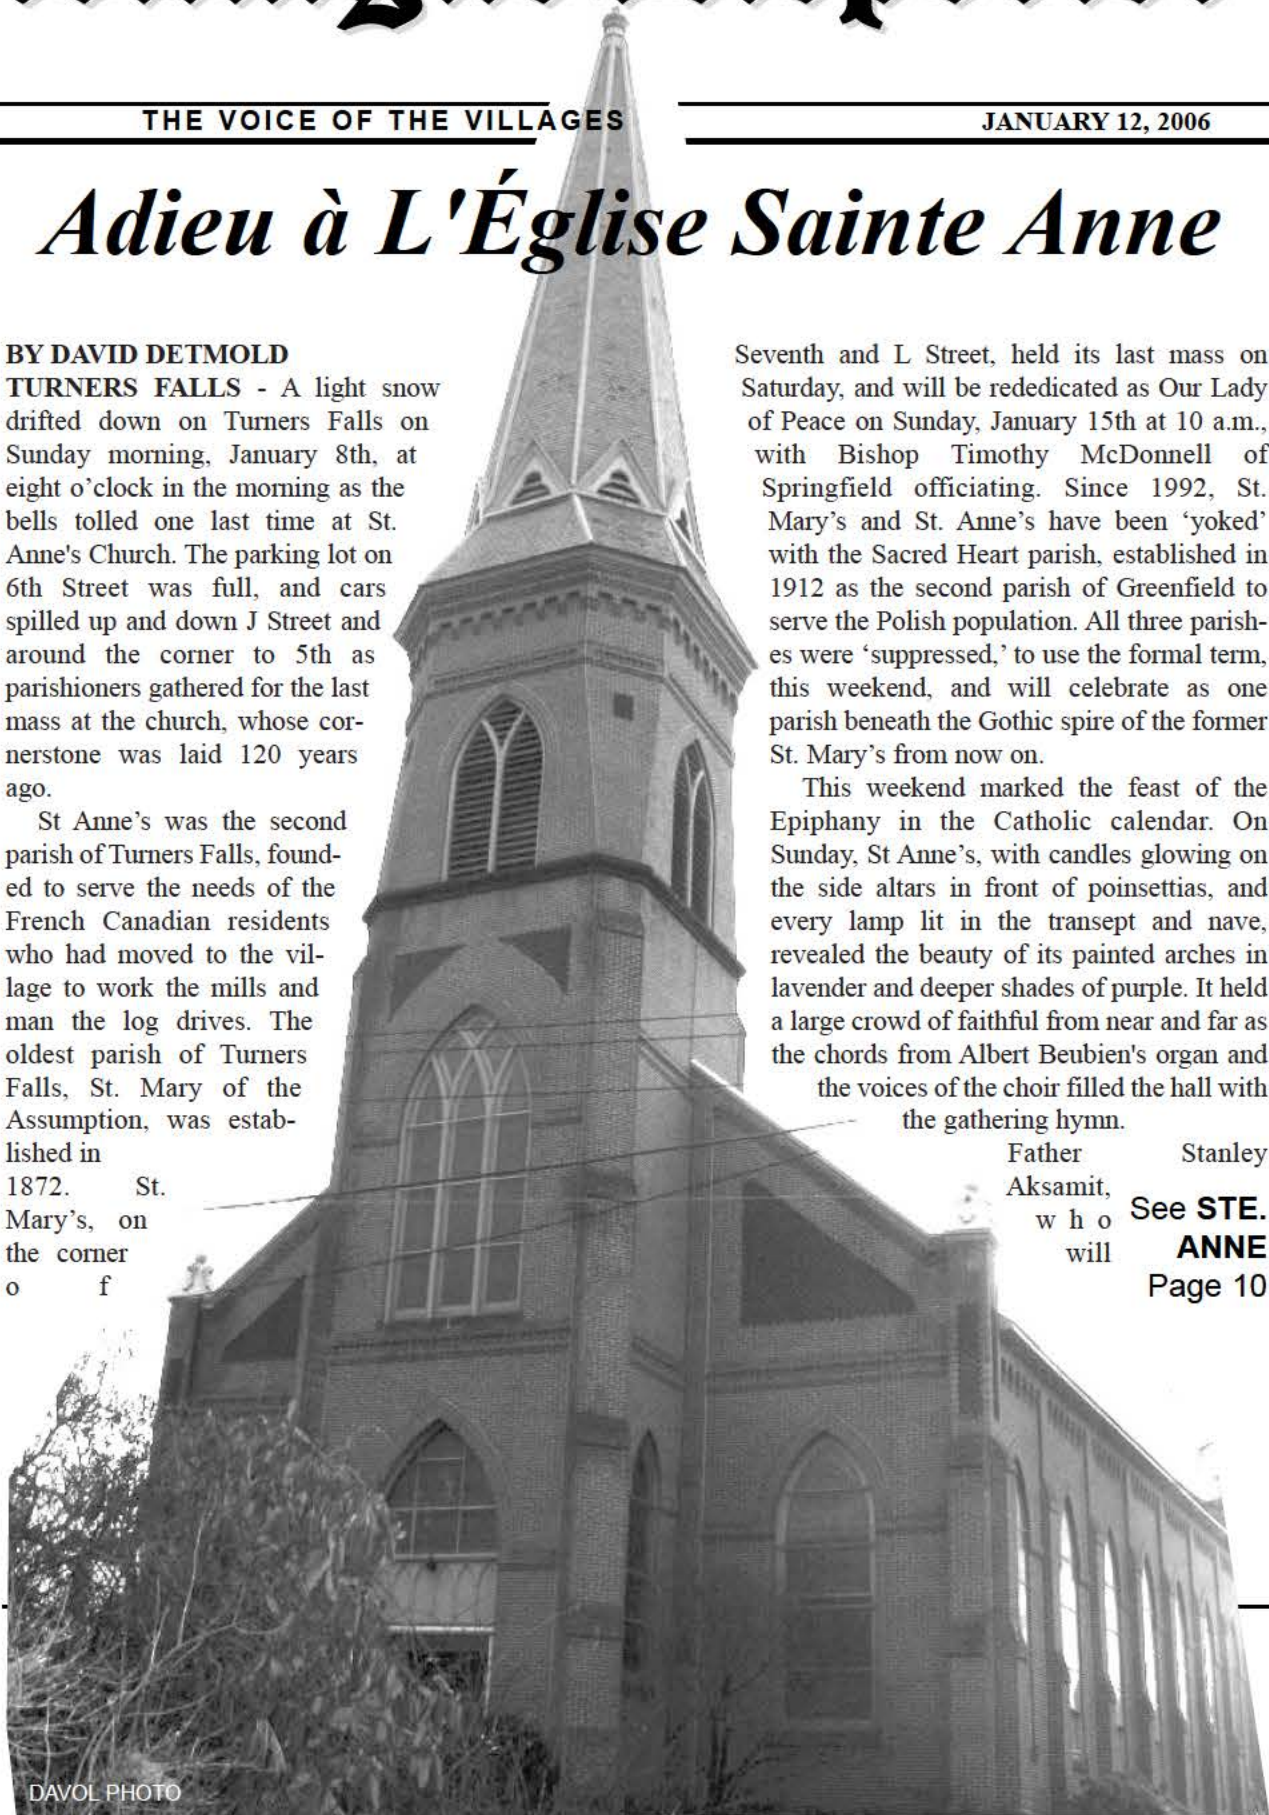 THE VOICE OF THE VILLAGES
JANUARY 12, 2006
Adieu à L'Église Sainte Anne
BY DAVID DETMOLD
TURNERS FALLS - A light snow
drifted down on Turners Falls on
Sunday morning, January 8th, at
eight o’clock in the morning as the
bells tolled one last time at St.
Anne's Church. The parking lot on
6th Street was full, and cars
spilled up and down J Street and
around the corner to 5th as
parishioners gathered for the last
mass at the church, whose cor-
nerstone was laid 120 years
ago.
St Anne’s was the second
parish of Turners Falls, found-
ed to serve the needs of the
French Canadian residents
who had moved to the vil-
lage to work the mills and
man the log drives. The
oldest parish of Turners
Falls, St. Mary of the
Assumption, was estab-
lished in
1872. St.
Mary’s, on
the corner
o f
Seventh and L Street, held its last mass on
Saturday, and will be rededicated as Our Lady
of Peace on Sunday, January 15th at 10 a.m.,
with Bishop Timothy McDonnell of
Springfield officiating. Since 1992, St.
Mary’s and St. Anne’s have been ‘yoked’
with the Sacred Heart parish, established in
1912 as the second parish of Greenfield to
serve the Polish population. All three parish-
es were ‘suppressed,’ to use the formal term,
this weekend, and will celebrate as one
parish beneath the Gothic spire of the former
St. Mary’s from now on.
This weekend marked the feast of the
Epiphany in the Catholic calendar. On
Sunday, St Anne’s, with candles glowing on
the side altars in front of poinsettias, and
every lamp lit in the transept and nave,
revealed the beauty of its painted arches in
lavender and deeper shades of purple. It held
a large crowd of faithful from near and far as
the chords from Albert Beubien's organ and
the voices of the choir filled the hall with
the gathering hymn.
Father Stanley
Aksamit,
w h o
will
See STE.
ANNE
Page 10
DAVOL PHOTO